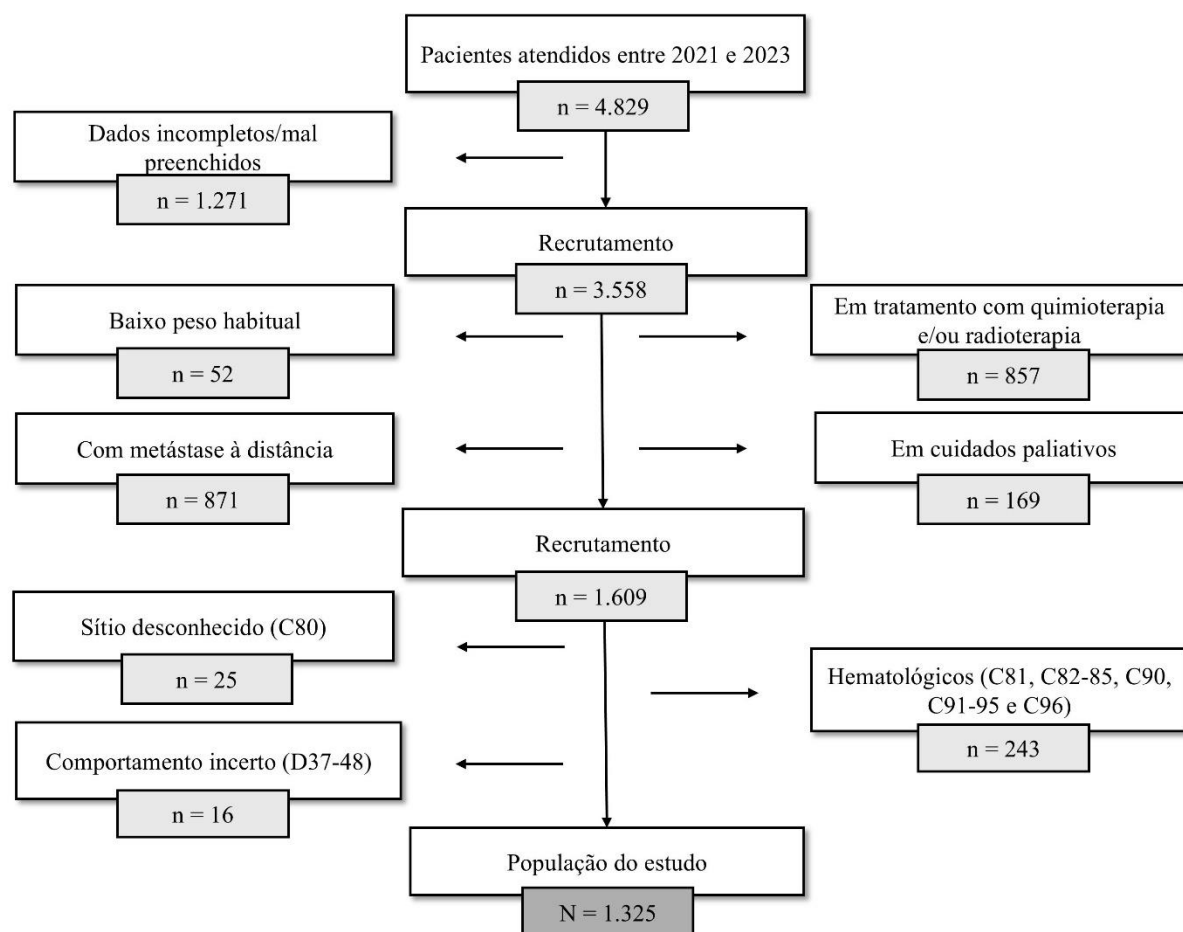 Pacientes atendidos entre 2021 e 2023
n = 4.829
Dados incompletos/mal
preenchidos
n = 1.271
Recrutamento
n = 3.558
Baixo peso habitual
n = 52
Em tratamento com quimioterapia
e/ou radioterapia
n = 857
Com metástase à distância
n = 871
Em cuidados paliativos
n = 169
Recrutamento
n = 1.609
Sítio desconhecido (C80)
n = 25
Hematológicos (C81, C82-85, C90,
C91-95 e C96)
n = 243
Comportamento incerto (D37-48)
n = 16
População do estudo
N = 1.325